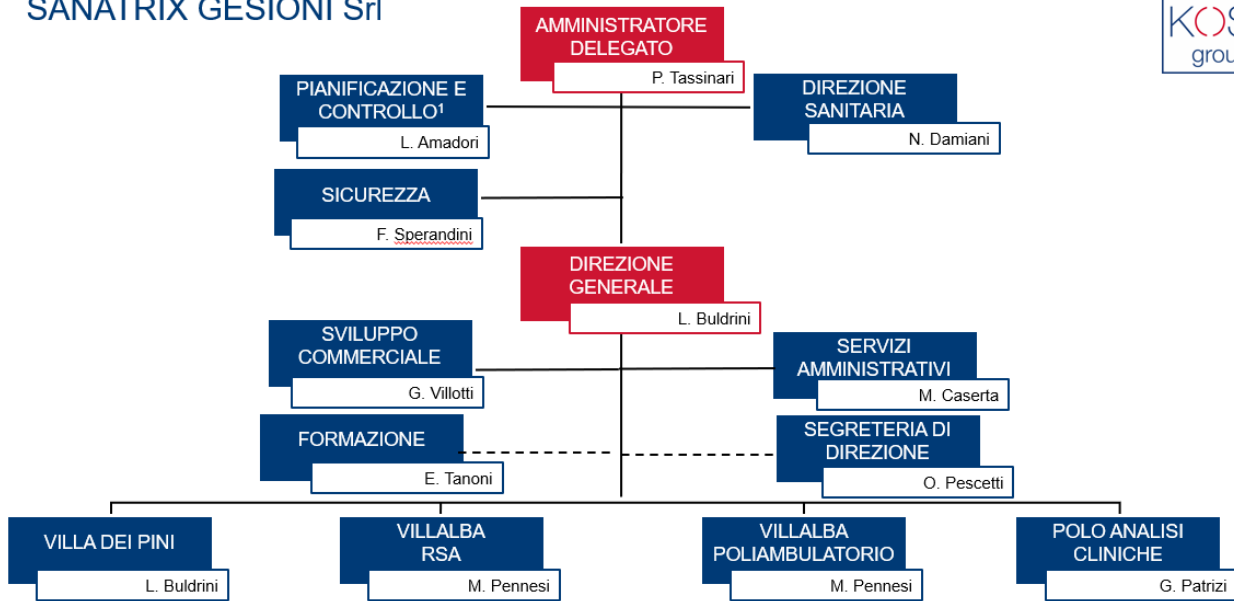 SANATRIX GESIONI Srl
KOS
group
AMMINISTRATORE
DELEGATO
P. Tassinari
PIANIFICAZIONE E
CONTROLLO¹
L. Amadori
DIREZIONE
SANITARIA
N. Damiani
SICUREZZA
F. Sperandini
DIREZIONE
GENERALE
L. Buldrini
SVILUPPO
COMMERCIALE
G. Villotti
SERVIZI
AMMINISTRATIVI
M. Caserta
FORMAZIONE
E. Tanoni
SEGRETERIA DI
DIREZIONE
O. Pescetti
VILLA DEI PINI
L. Buldrini
VILLALBA
RSA
M. Pennesi
VILLALBA
POLIAMBULATORIO
M. Pennesi
POLO ANALISI
CLINICHE
G. Patrizi